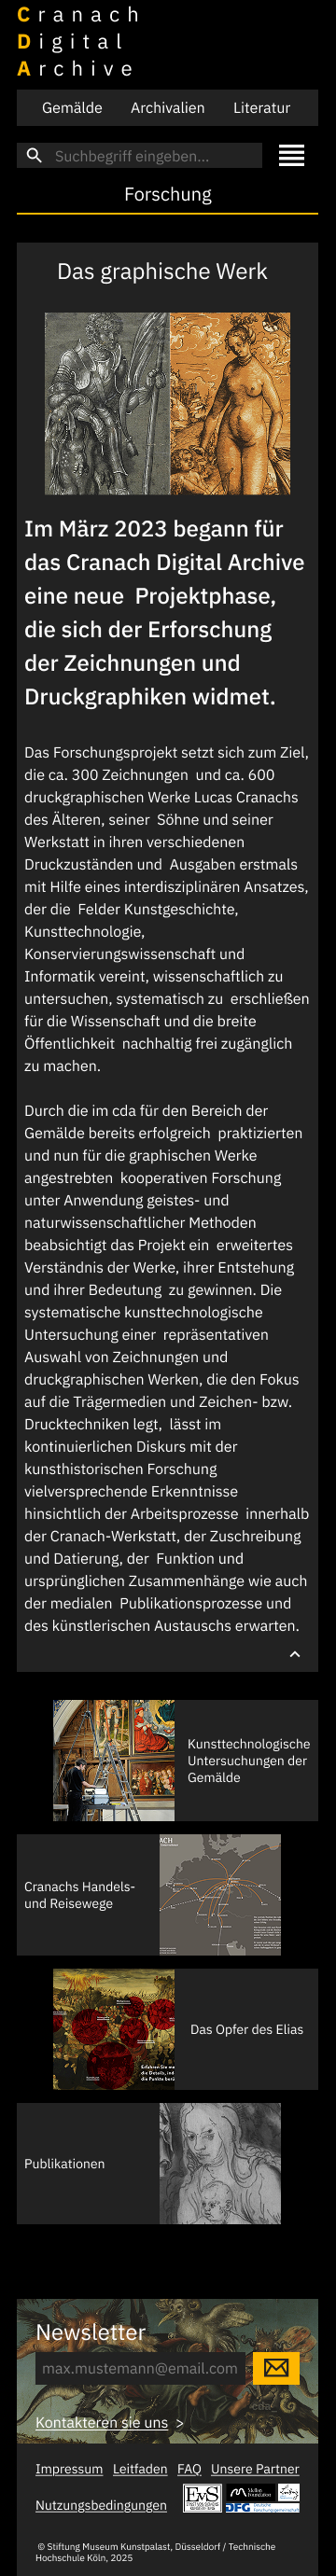 Cranach
Digital
Archive
Gemälde Archivalien Literatur
Suchbegriff eingeben...
Forschung
Das graphische Werk
Im März 2023 begann für
das Cranach Digital Archive
eine neue Projektphase,
die sich der Erforschung
der Zeichnungen und
Druckgraphiken widmet.
Das Forschungsprojekt setzt sich zum Ziel,
die ca. 300 Zeichnungen und ca. 600
druckgraphischen Werke Lucas Cranachs
des Älteren, seiner Söhne und seiner
Werkstatt in ihren verschiedenen
Druckzuständen und Ausgaben erstmals
mit Hilfe eines interdisziplinären Ansatzes,
der die Felder Kunstgeschichte,
Kunsttechnologie,
Konservierungswissenschaft und
Informatik vereint, wissenschaftlich zu
untersuchen, systematisch zu erschließen
für die Wissenschaft und die breite
Öffentlichkeit nachhaltig frei zugänglich
zu machen.
Durch die im cda für den Bereich der
Gemälde bereits erfolgreich praktizierten
und nun für die graphischen Werke
angestrebten kooperativen Forschung
unter Anwendung geistes- und
naturwissenschaftlicher Methoden
beabsichtigt das Projekt ein erweitertes
Verständnis der Werke, ihrer Entstehung
und ihrer Bedeutung zu gewinnen. Die
systematische kunsttechnologische
Untersuchung einer repräsentativen
Auswahl von Zeichnungen und
druckgraphischen Werken, die den Fokus
auf die Trägermedien und Zeichen- bzw.
Drucktechniken legt, lässt im
kontinuierlichen Diskurs mit der
kunsthistorischen Forschung
vielversprechende Erkenntnisse
hinsichtlich der Arbeitsprozesse innerhalb
der Cranach-Werkstatt, der Zuschreibung
und Datierung, der Funktion und
ursprünglichen Zusammenhänge wie auch
der medialen Publikationsprozesse und
des künstlerischen Austauschs erwarten.
Kunsttechnologische
Untersuchungen der
Gemälde
Cranachs Handels-
und Reisewege
Das Opfer des Elias
Publikationen
Newsletter
max.mustemann@email.com
cda_
Kontakteren sie uns >
Impressum Leitfaden FAQ Unsere Partner
Nutzungsbedingungen
EvS
Mellon
Foundation
DFG Deutsche
Forschungsgemeinschaft
© Stiftung Museum Kunstpalast, Düsseldorf / Technische
Hochschule Köln, 2025